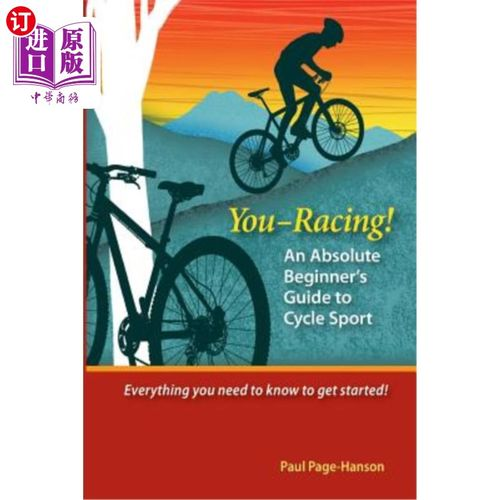 订
进口
原版
中华商务
You–Racing!
An Absolute
Beginner's
Guide to
Cycle Sport
Everything you need to know to get started!
Paul Page-Hanson